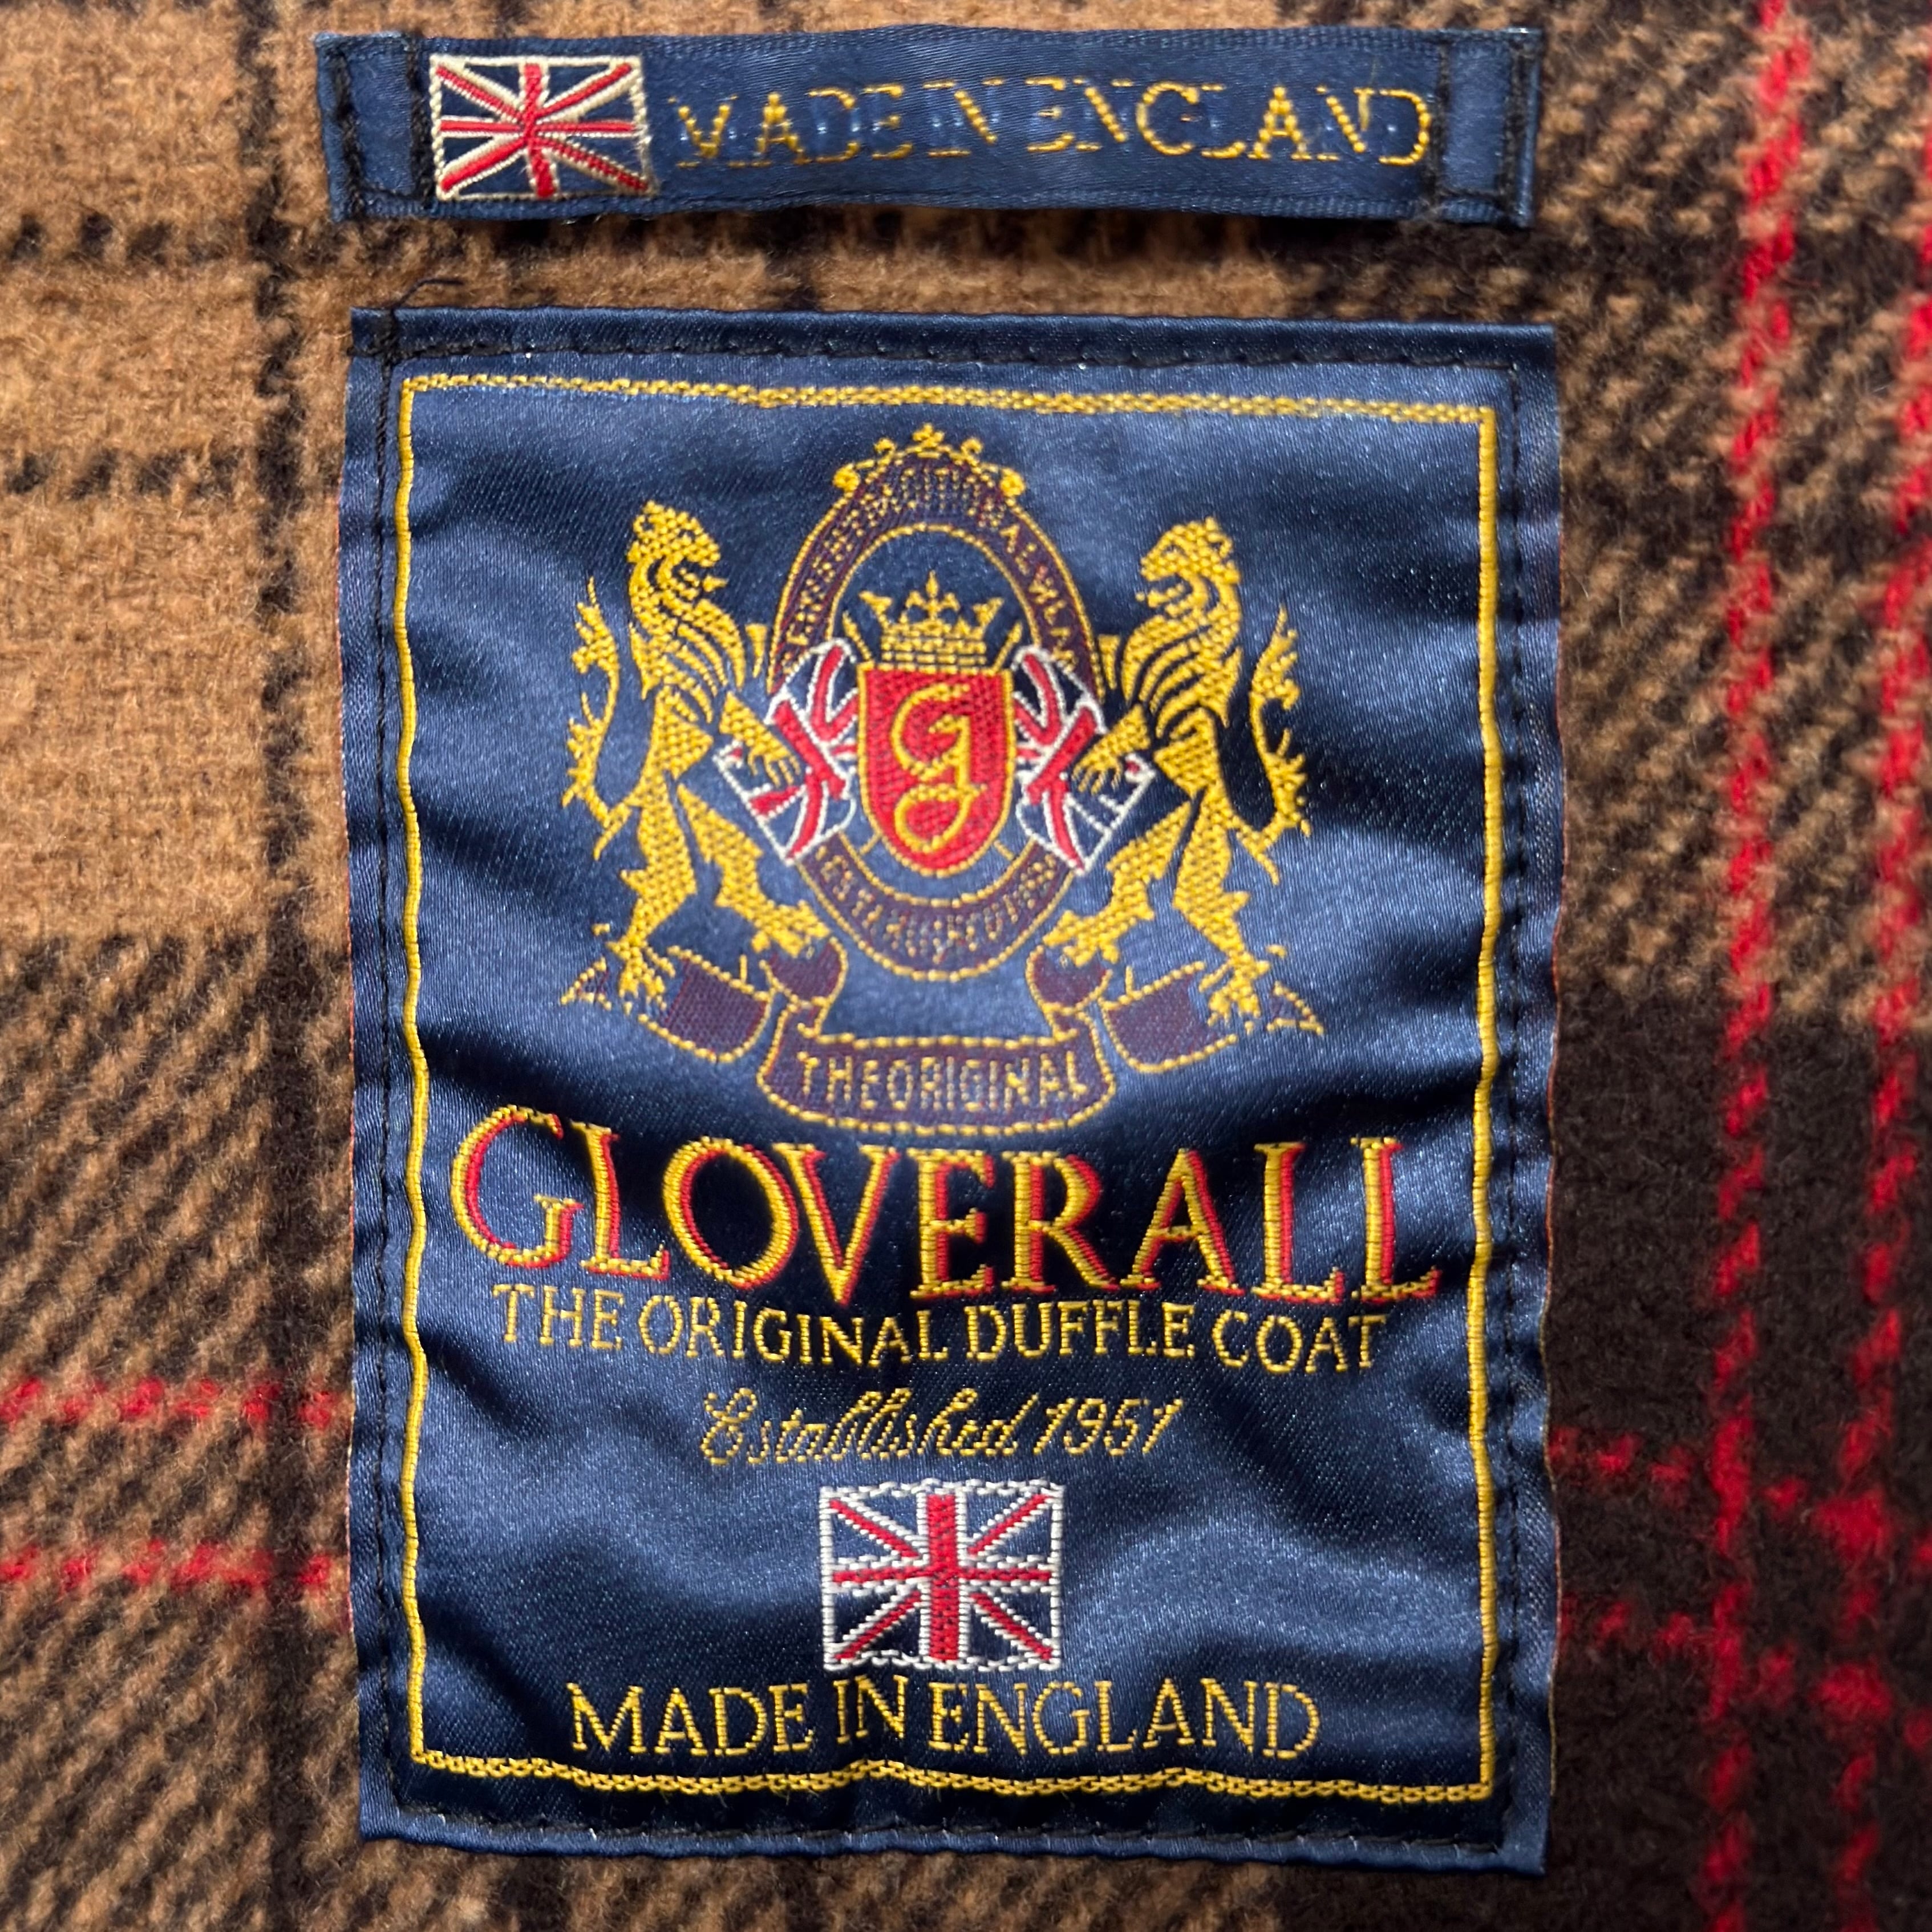 MADE IN ENGLAND
G
THE ORIGINAL
GLOVERALL
THE ORIGINAL DUFFLE COAT
Established 1951
MADE IN ENGLAND